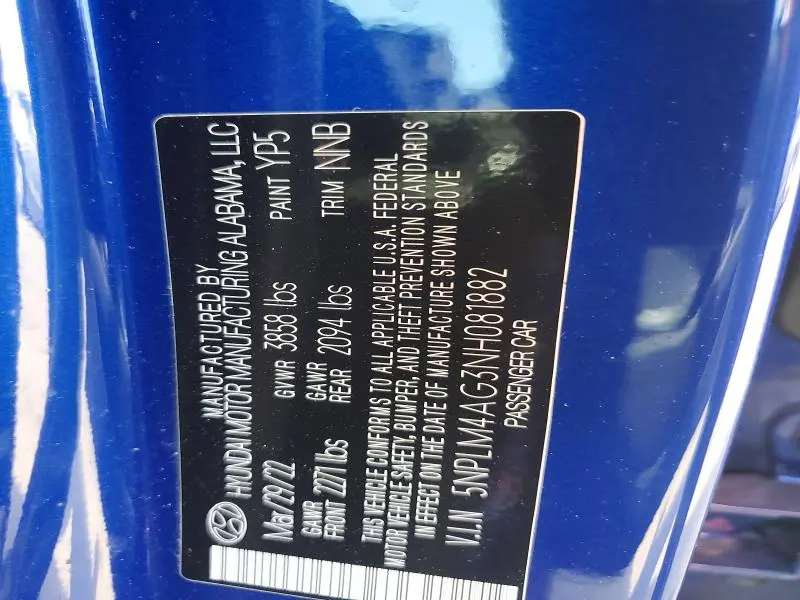 MANUFACTURED BY
HYUNDAI MOTOR MANUFACTURING ALABAMA, LLC
Mar/29/22 GVWR 3858 lbs PAINT YP5
GAWR FRONT 2271 lbs GAWR REAR 2094 lbs TRIM NNB
THIS VEHICLE CONFORMS TO ALL APPLICABLE U.S.A. FEDERAL
MOTOR VEHICLE SAFETY, BUMPER, AND THEFT PREVENTION STANDARDS
IN EFFECT ON THE DATE OF MANUFACTURE SHOWN ABOVE
V.I.N 5NPLM4AG3NH081882
PASSENGER CAR